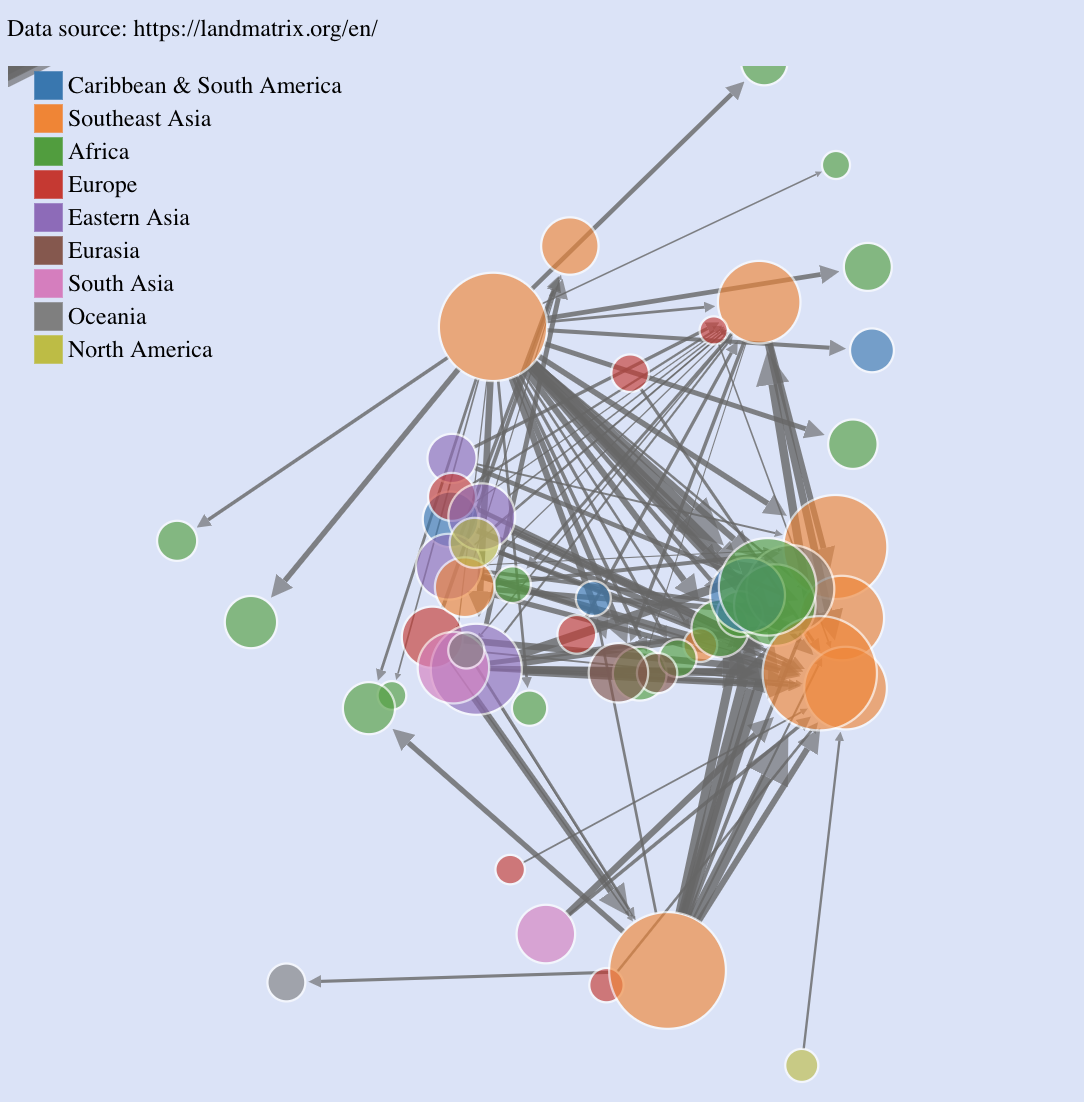 Data source: https://landmatrix.org/en/
Caribbean & South America
Southeast Asia
Africa
Europe
Eastern Asia
Eurasia
South Asia
Oceania
North America